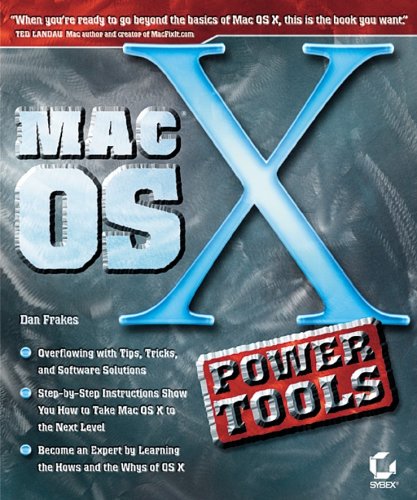 "When you're ready to go beyond the basics of Mac OS X, this is the book you want."
TED LANDAU Mac author and creator of MacFixIt.com
MAC
OS
X
Dan Frakes
POWER
TOOLS
Overflowing with Tips, Tricks,
and Software Solutions
Step-by-Step Instructions Show
You How to Take Mac OS X to
the Next Level
Become an Expert by Learning
the Hows and the Whys of OS X
SYBEX